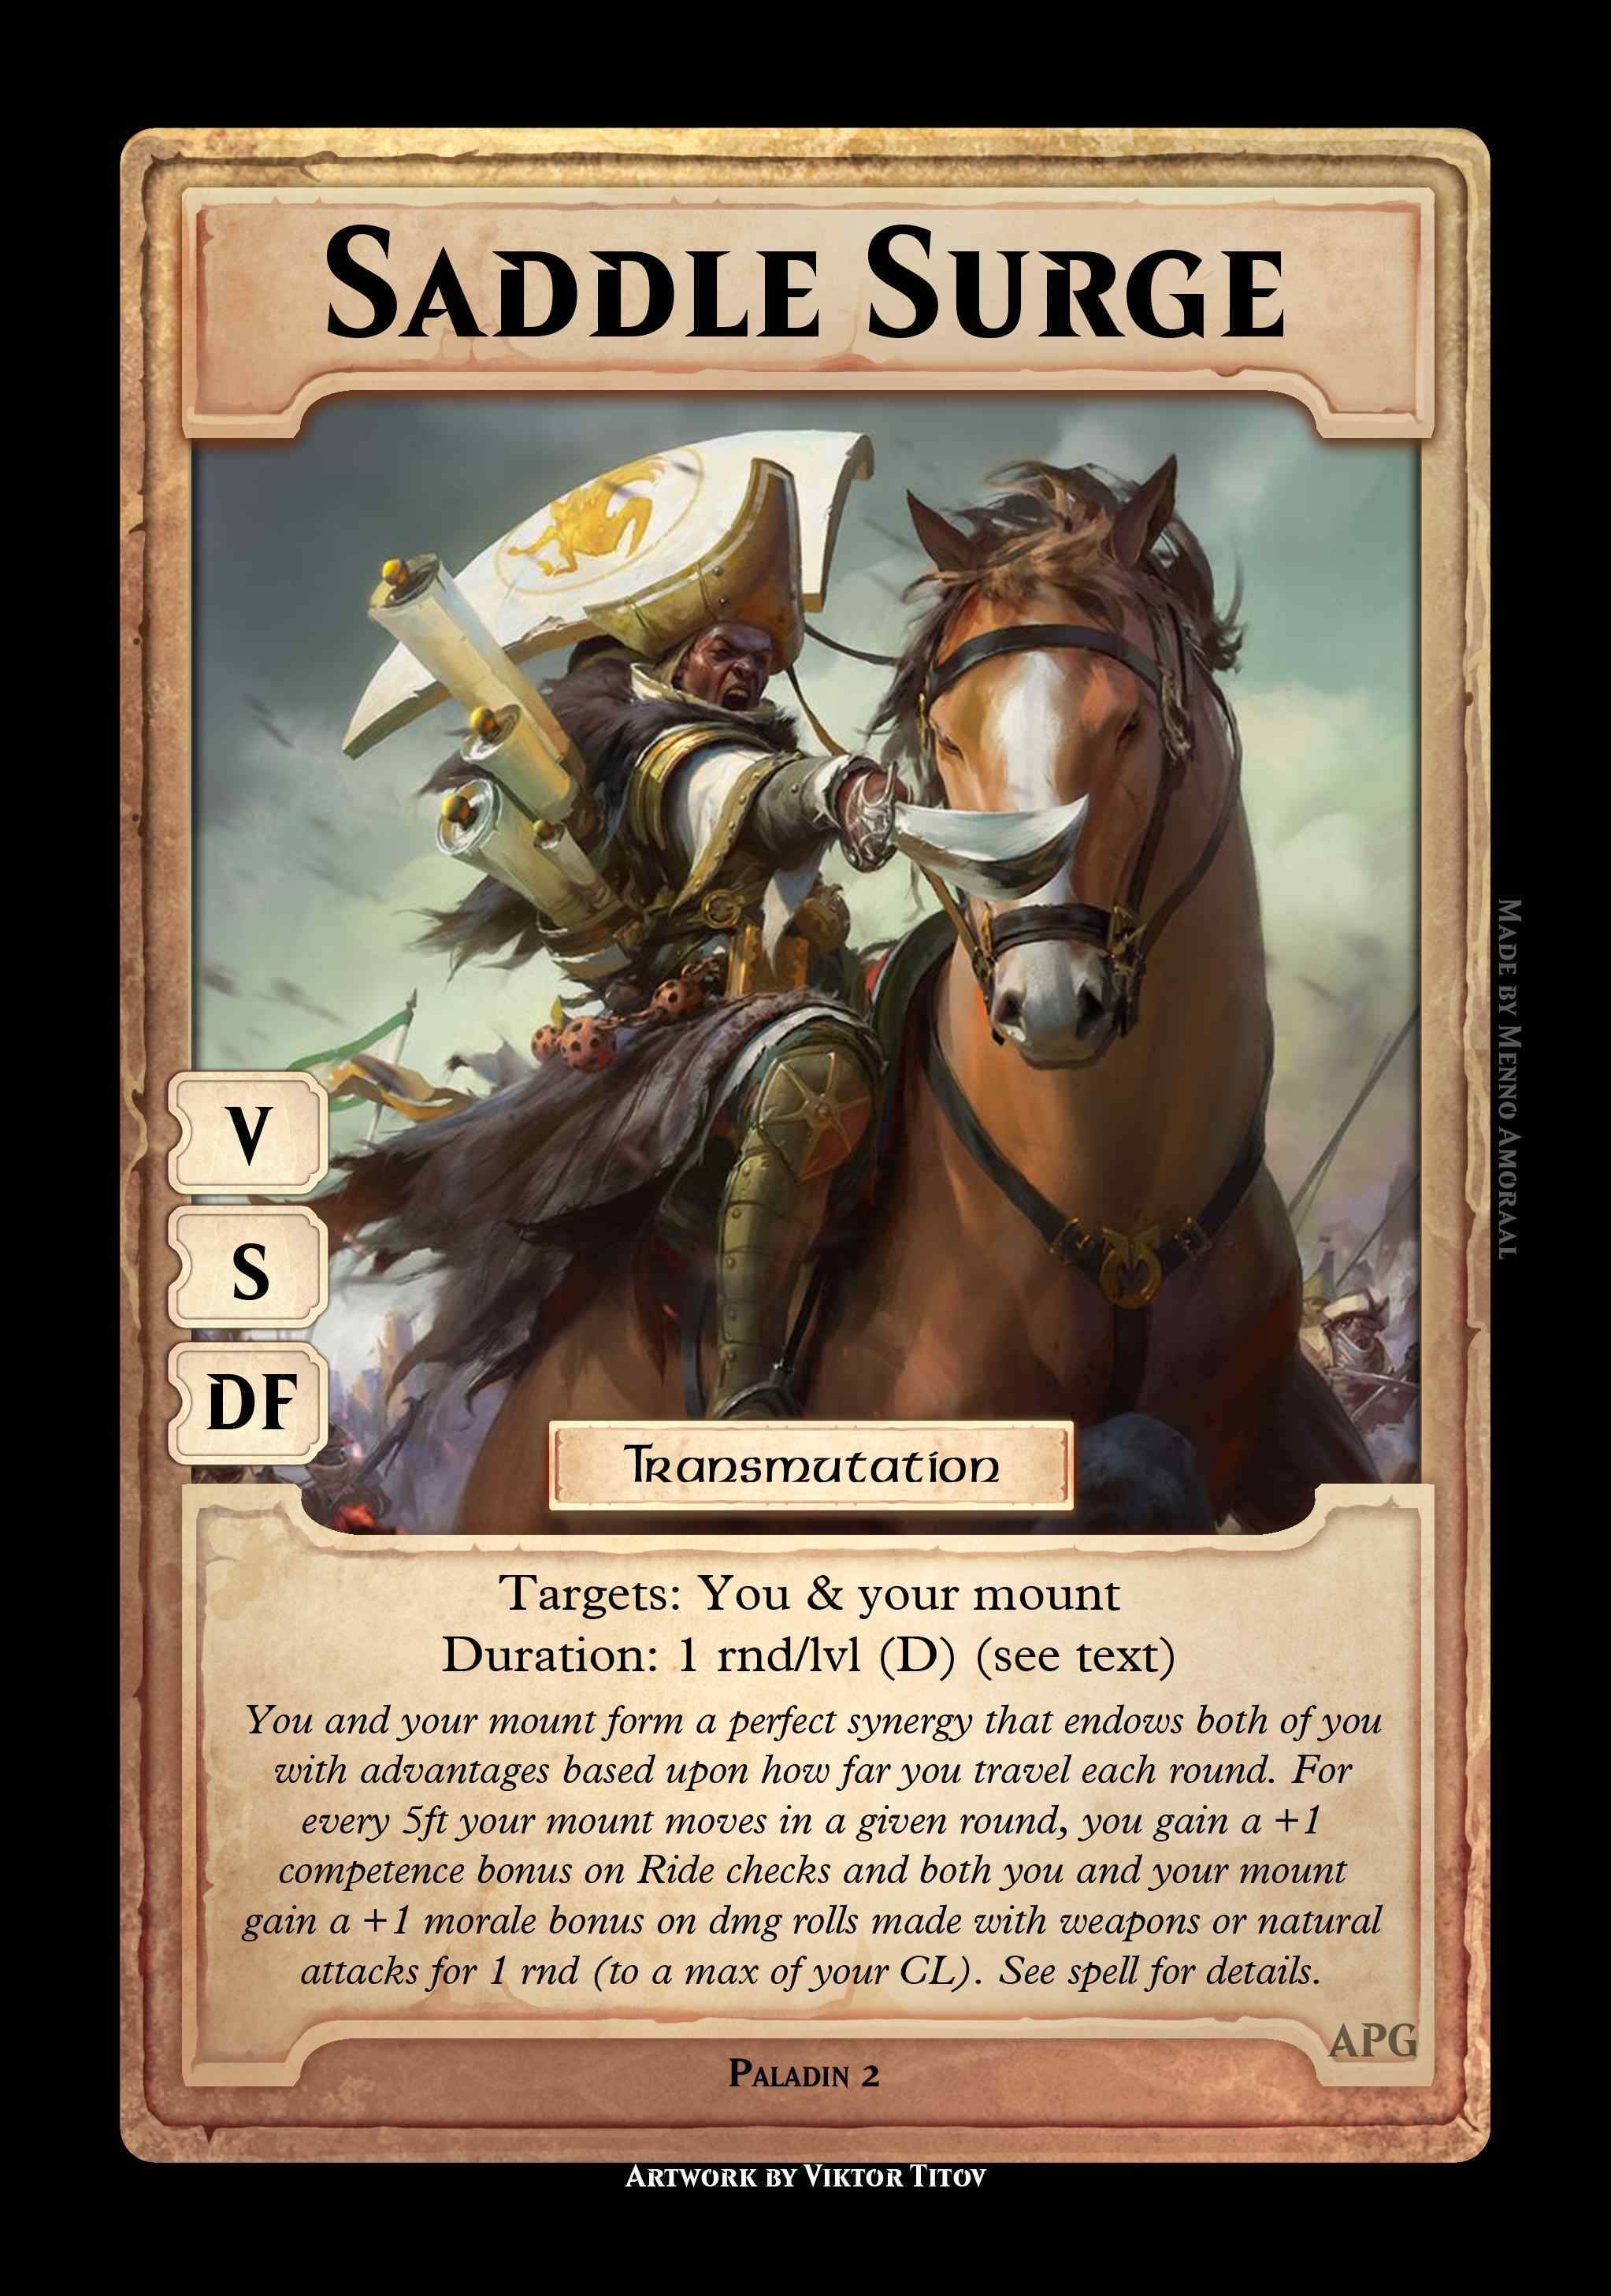 Saddle Surge
V
S
DF
Transmutation
Targets: You & your mount
Duration: 1 rnd/lvl (D) (see text)
You and your mount form a perfect synergy that endows both of you
with advantages based upon how far you travel each round. For
every 5ft your mount moves in a given round, you gain a +1
competence bonus on Ride checks and both you and your mount
gain a +1 morale bonus on dmg rolls made with weapons or natural
attacks for 1 rnd (to a max of your CL). See spell for details.
APG
Paladin 2
Artwork by Viktor Titov
Made by Menno Amoraal